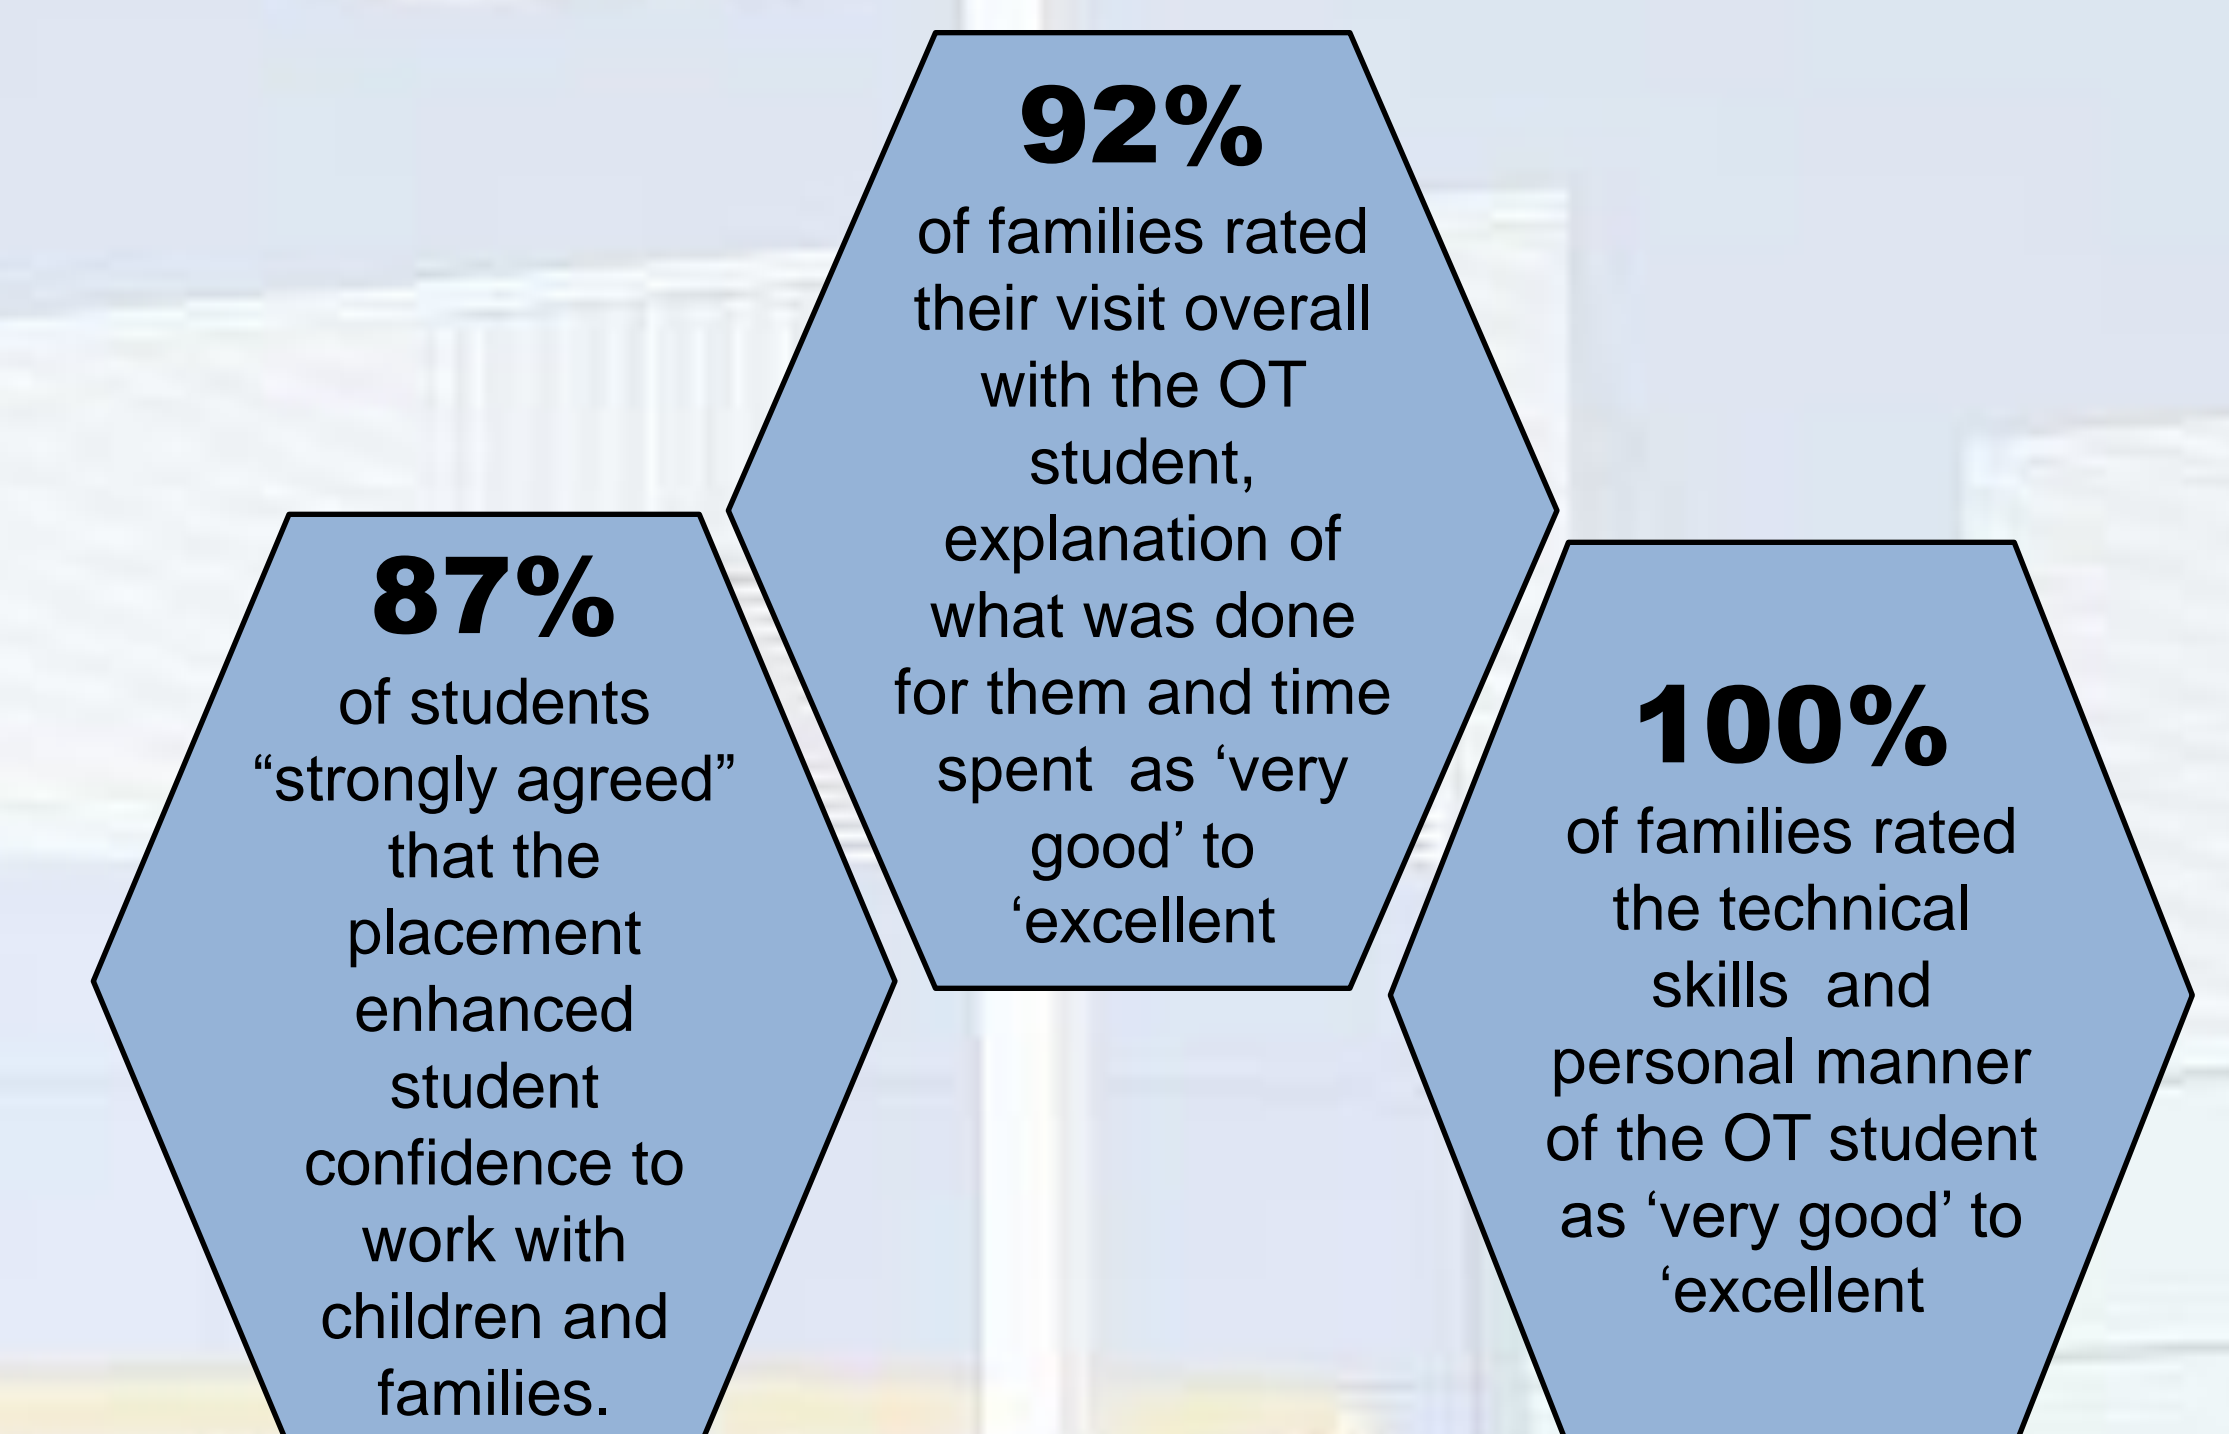 92%
of families rated
their visit overall
with the OT
student,
explanation of
what was done
for them and time
spent  as ‘very
good’ to
‘excellent
87%
of students
“strongly agreed”
that the
placement
enhanced
student
confidence to
work with
children and
families.
100%
of families rated
the technical
skills  and
personal manner
of the OT student
as ‘very good’ to
‘excellent